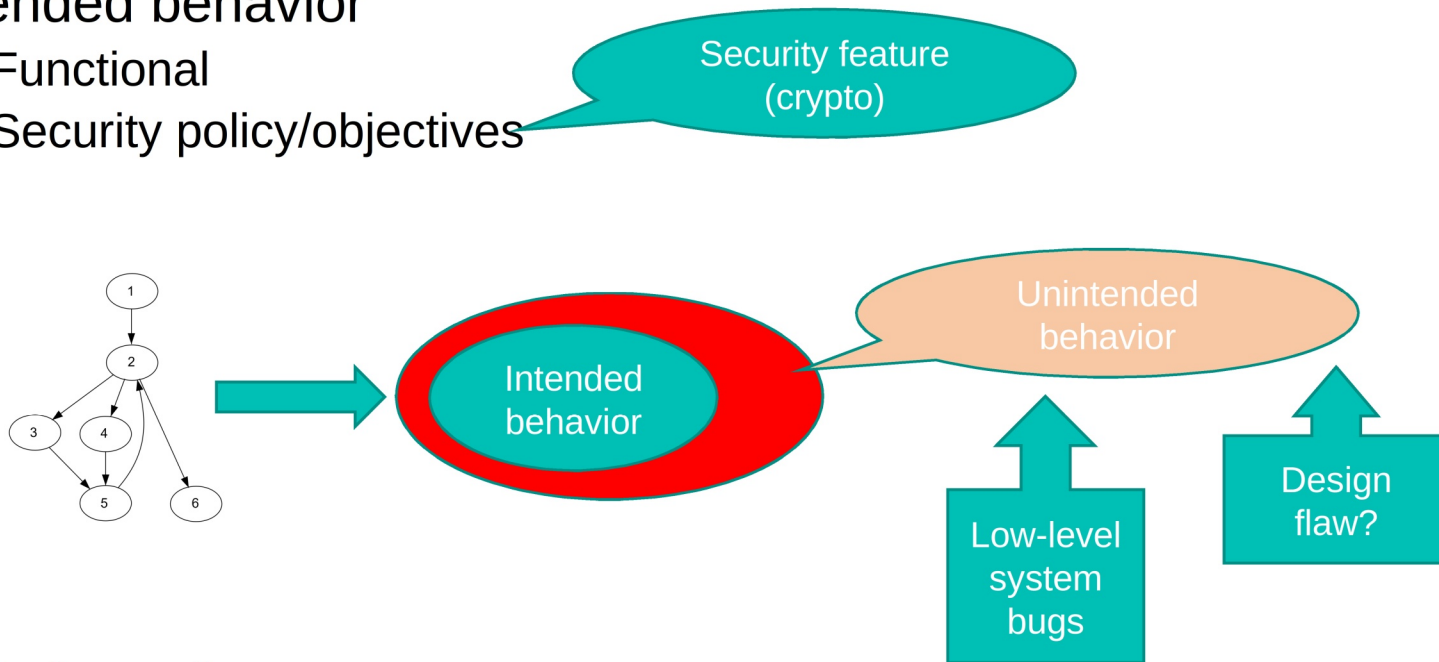 ended behavior
Functional
Security policy/objectives
Security feature
(crypto)
1
2
3
4
5
6
Intended
behavior
Unintended
behavior
Low-level
system
bugs
Design
flaw?